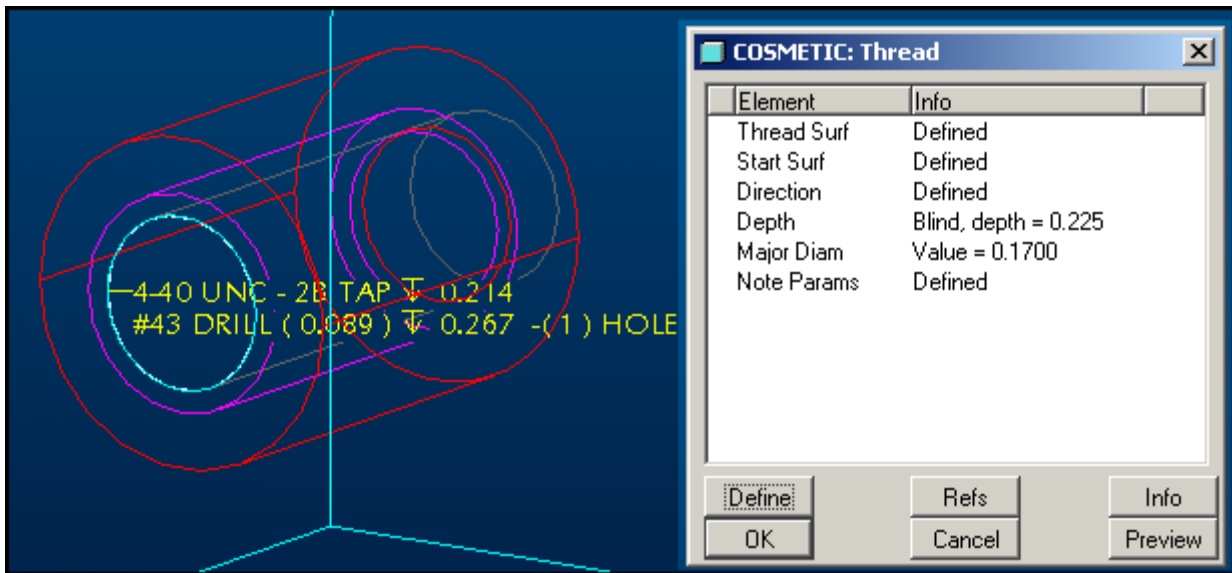 4-40 UNC - 2B TAP ↧ 0.214
#43 DRILL ( 0.089 ) ↧ 0.267 -( 1 ) HOLE
COSMETIC: Thread
Element Info
Thread Surf Defined
Start Surf Defined
Direction Defined
Depth Blind, depth = 0.225
Major Diam Value = 0.1700
Note Params Defined
Define Refs Info
OK Cancel Preview